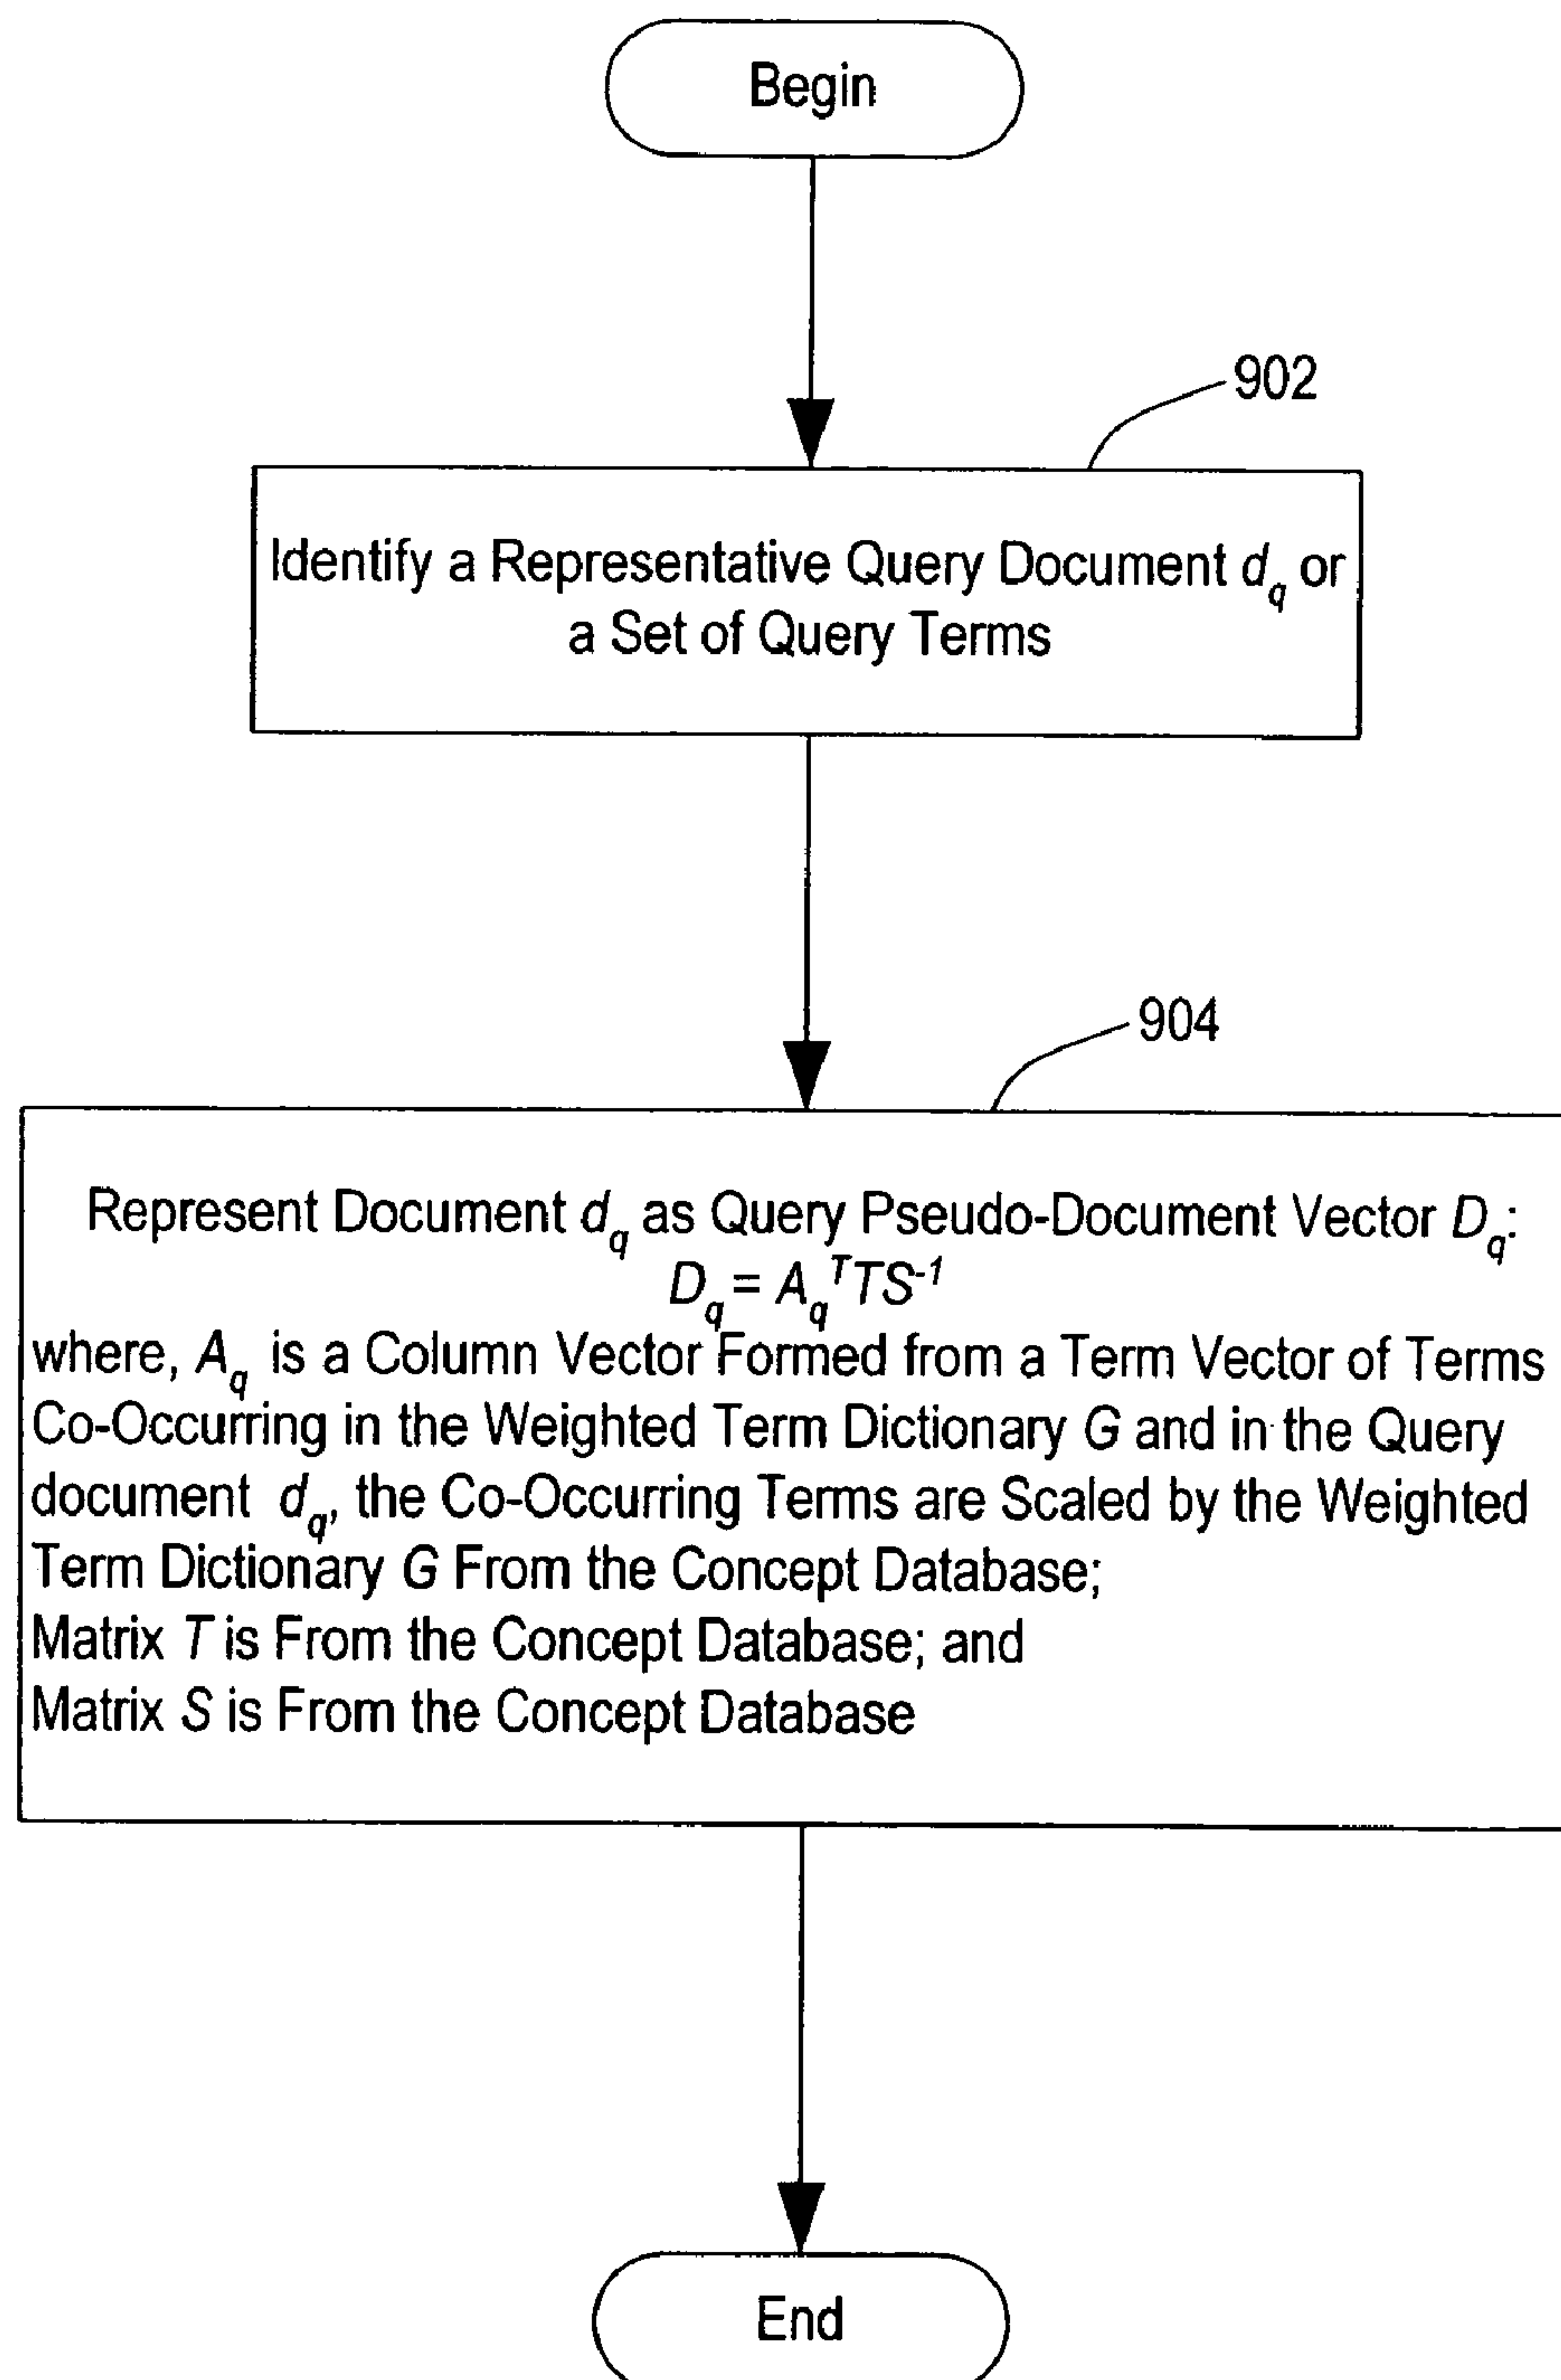 Begin
902
Identify a Representative Query Document d_q or
a Set of Query Terms
904
Represent Document d_q as Query Pseudo-Document Vector D_q:
D_q = A_q^T TS^-1
where, A_q is a Column Vector Formed from a Term Vector of Terms
Co-Occurring in the Weighted Term Dictionary G and in the Query
document d_q, the Co-Occurring Terms are Scaled by the Weighted
Term Dictionary G From the Concept Database;
Matrix T is From the Concept Database; and
Matrix S is From the Concept Database
End